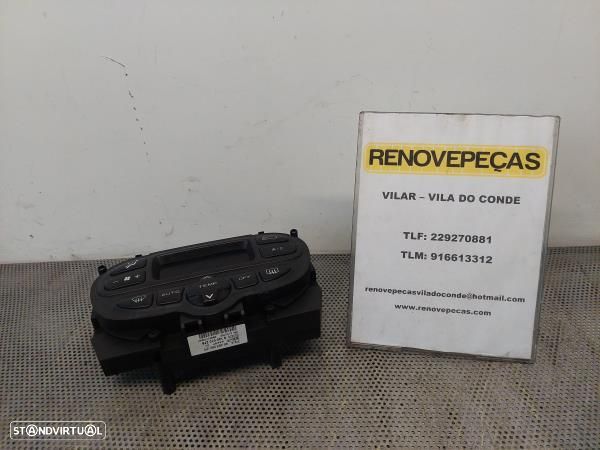 RENOVEPEÇAS
VILAR – VILA DO CONDE
TLF: 229270881
TLM: 916613312
renovepecasviladoconde@hotmail.com
www.renovepecas.com
A/C
- +
AUTO
TEMP
OFF
STANDVIRTUAL